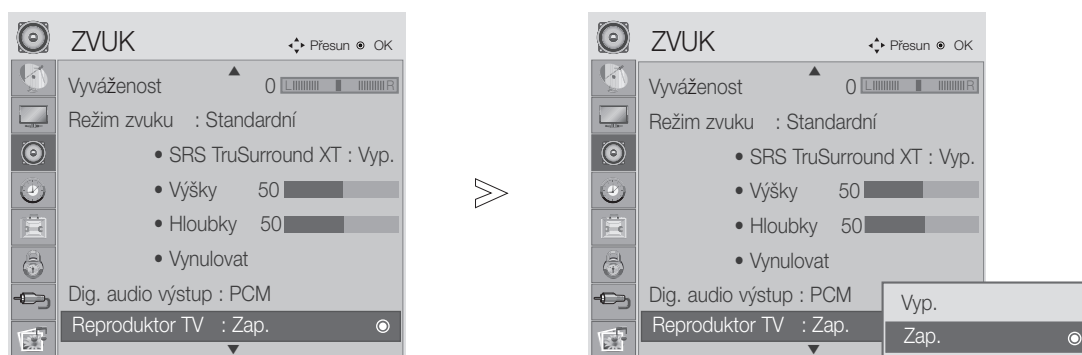 ZVUK Přesun OK
Vyváženost 0 L R
Režim zvuku : Standardní
• SRS TruSurround XT : Vyp.
• Výšky 50
• Hloubky 50
• Vynulovat
Dig. audio výstup : PCM
Reproduktor TV : Zap.
ZVUK Přesun OK
Vyváženost 0 L R
Režim zvuku : Standardní
• SRS TruSurround XT : Vyp.
• Výšky 50
• Hloubky 50
• Vynulovat
Dig. audio výstup : PCM
Reproduktor TV : Zap.
Vyp.
Zap.